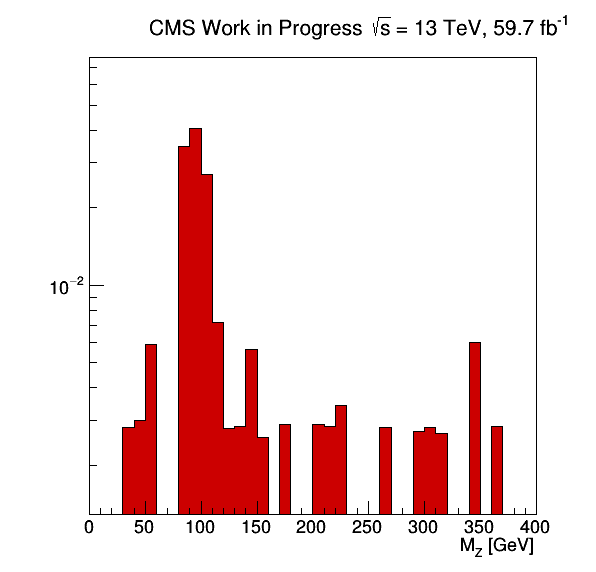 CMS Work in Progress √s = 13 TeV, 59.7 fb⁻¹
10⁻²
0 50 100 150 200 250 300 350 400
M_Z [GeV]